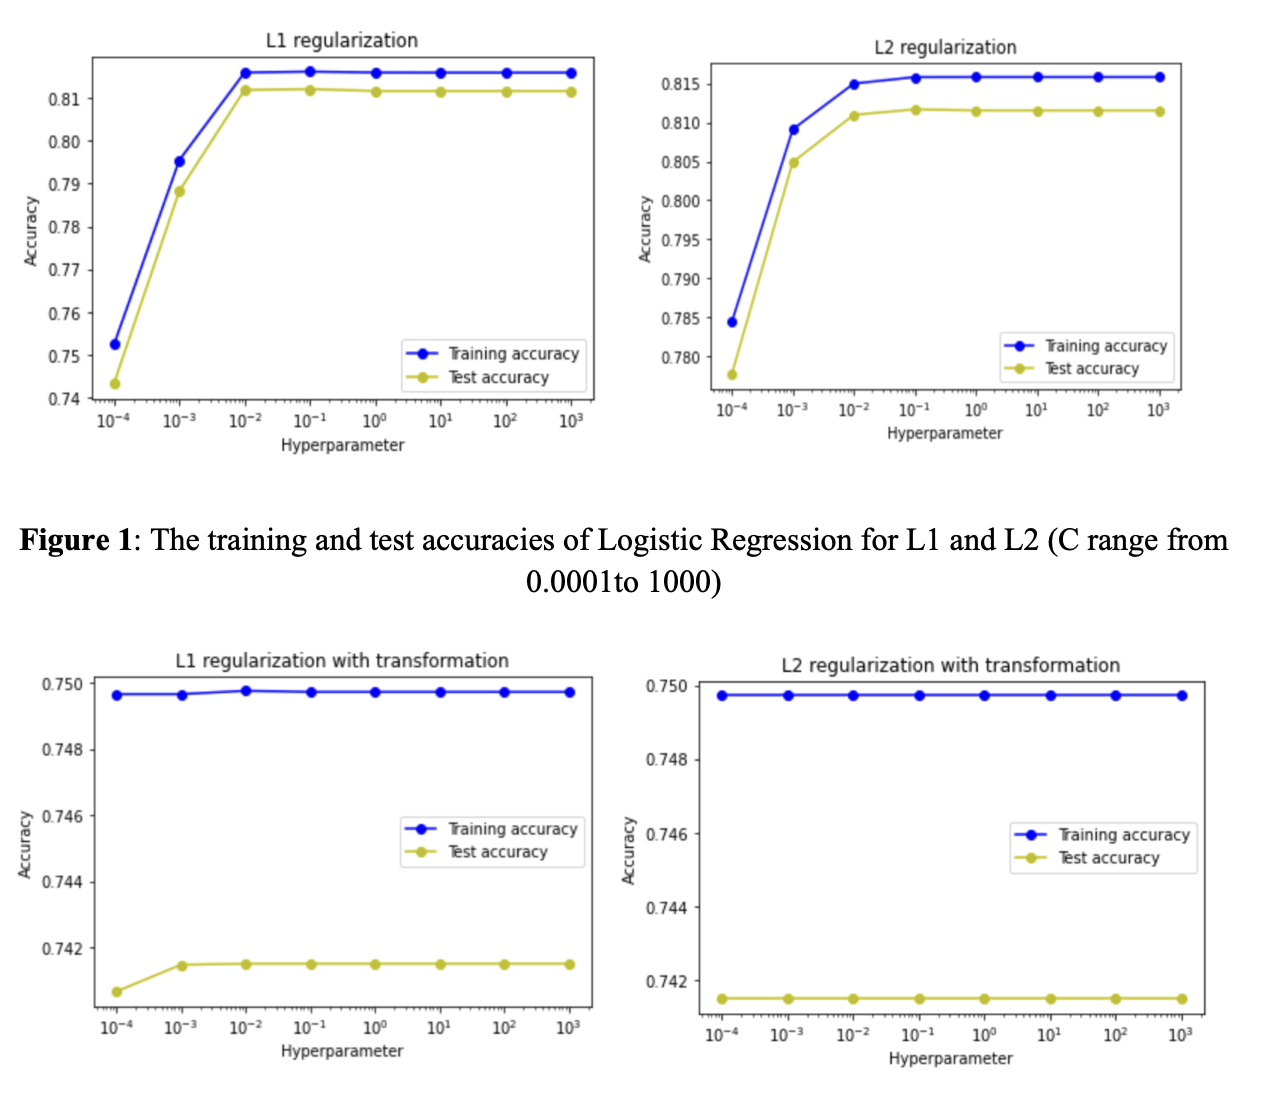 L1 regularization
0.81
0.80
0.79
0.78
0.77
0.76
0.75
0.74
Accuracy
Training accuracy
Test accuracy
10⁻⁴ 10⁻³ 10⁻² 10⁻¹ 10⁰ 10¹ 10² 10³
Hyperparameter
L2 regularization
0.815
0.810
0.805
0.800
0.795
0.790
0.785
0.780
Accuracy
Training accuracy
Test accuracy
10⁻⁴ 10⁻³ 10⁻² 10⁻¹ 10⁰ 10¹ 10² 10³
Hyperparameter
Figure 1: The training and test accuracies of Logistic Regression for L1 and L2 (C range from
0.0001to 1000)
L1 regularization with transformation
0.750
0.748
0.746
0.744
0.742
Accuracy
Training accuracy
Test accuracy
10⁻⁴ 10⁻³ 10⁻² 10⁻¹ 10⁰ 10¹ 10² 10³
Hyperparameter
L2 regularization with transformation
0.750
0.748
0.746
0.744
0.742
Accuracy
Training accuracy
Test accuracy
10⁻⁴ 10⁻³ 10⁻² 10⁻¹ 10⁰ 10¹ 10² 10³
Hyperparameter